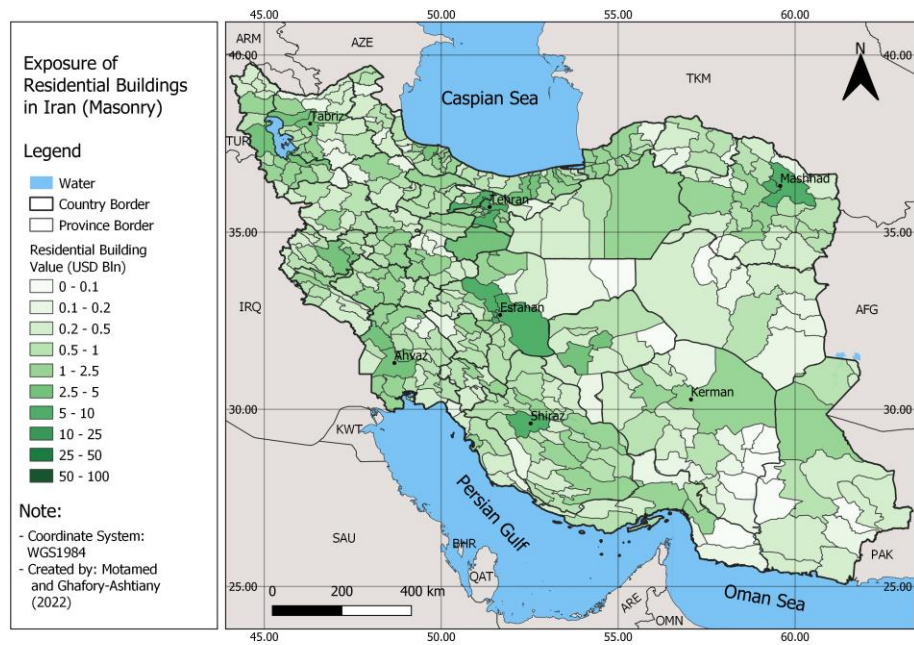 Exposure of
Residential Buildings
in Iran (Masonry)
Legend
Water
Country Border
Province Border
Residential Building
Value (USD Bln)
0 - 0.1
0.1 - 0.2
0.2 - 0.5
0.5 - 1
1 - 2.5
2.5 - 5
5 - 10
10 - 25
25 - 50
50 - 100
Note:
- Coordinate System:
WGS1984
- Created by: Motamed
and Ghafory-Ashtiany
(2022)
45.00 50.00 55.00 60.00
ARM AZE N
40.00 40.00
Caspian Sea TKM
Tabriz
TUR
Mashhad
Tehran
35.00 35.00
IRQ Esfahan AFG
Ahvaz
Kerman
30.00 30.00
Shiraz
KWT
Persian Gulf
SAU BHR PAK
QAT
25.00 25.00
ARE Oman Sea
0 200 400 km
OMN
45.00 50.00 55.00 60.00